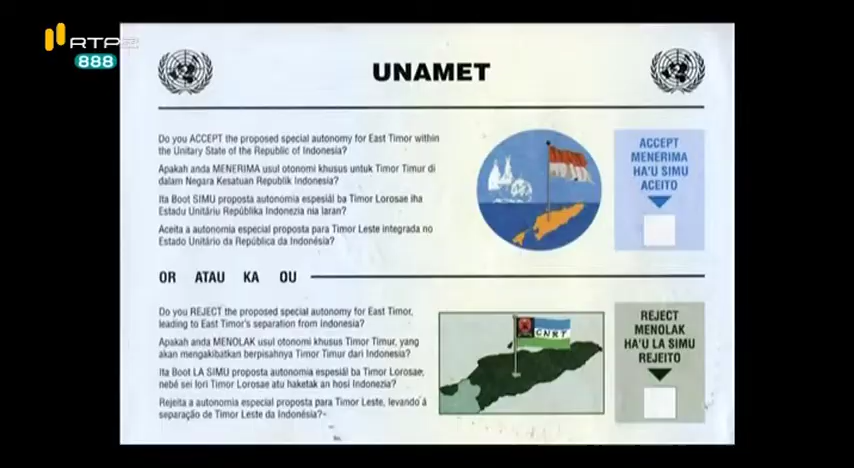 RTP
888
UNAMET
Do you ACCEPT the proposed special autonomy for East Timor within
the Unitary State of the Republic of Indonesia?
Apakah anda MENERIMA usul otonomi khusus untuk Timor Timur di
dalam Negara Kesatuan Republik Indonesia?
Ita Boot SIMU proposta autonomia espesiál ba Timor Lorosae iha
Estadu Unitáriu Repúblika Indonezia nia laran?
Aceita a autonomia especial proposta para Timor Leste integrada no
Estado Unitário da República da Indonésia?
ACCEPT
MENERIMA
HA'U SIMU
ACEITO
OR ATAU KA OU
Do you REJECT the proposed special autonomy for East Timor,
leading to East Timor's separation from Indonesia?
Apakah anda MENOLAK usul otonomi khusus Timor Timur, yang
akan mengakibatkan berpisahnya Timor Timur dari Indonesia?
Ita Boot LA SIMU proposta autonomia espesiál ba Timor Lorosae,
nebé sei lori Timor Lorosae atu haketak an hosi Indonezia?
Rejeita a autonomia especial proposta para Timor Leste, levando á
separação de Timor Leste da Indonésia?
CNRT
REJECT
MENOLAK
HA'U LA SIMU
REJEITO